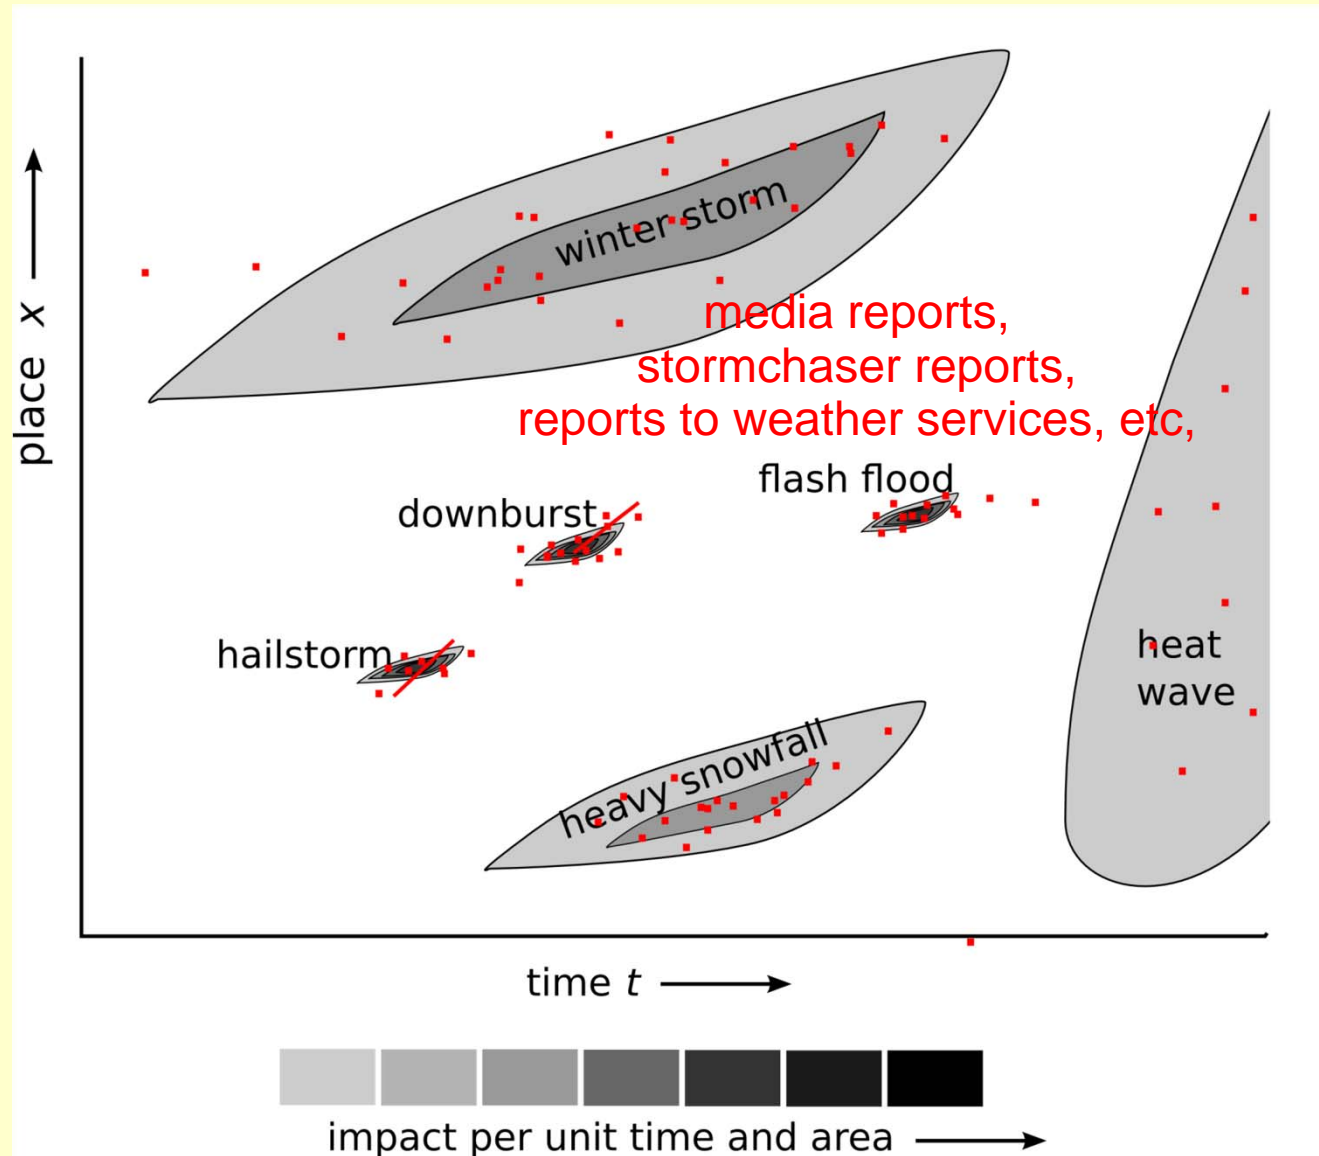 place x
winter storm
media reports,
stormchaser reports,
reports to weather services, etc,
flash flood
downburst
hailstorm
heat
wave
heavy snowfall
time t
impact per unit time and area